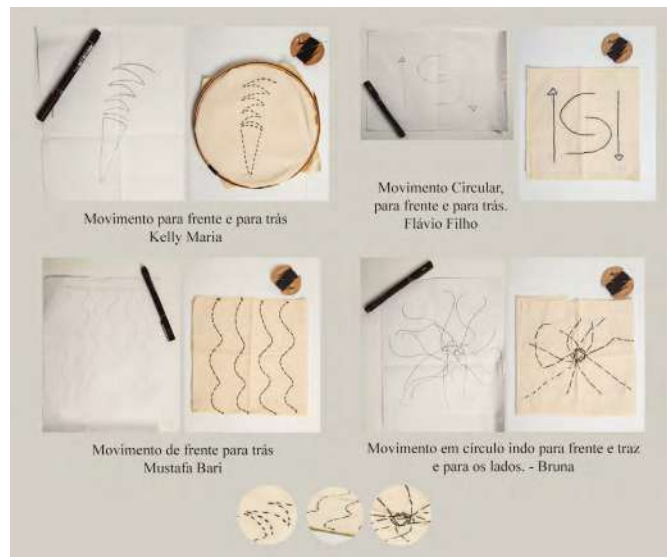 Movimento para frente e para trás
Kelly Maria
Movimento Circular,
para frente e para trás.
Flávio Filho
Movimento de frente para trás
Mustafa Bari
Movimento em círculo indo para frente e traz
e para os lados. - Bruna